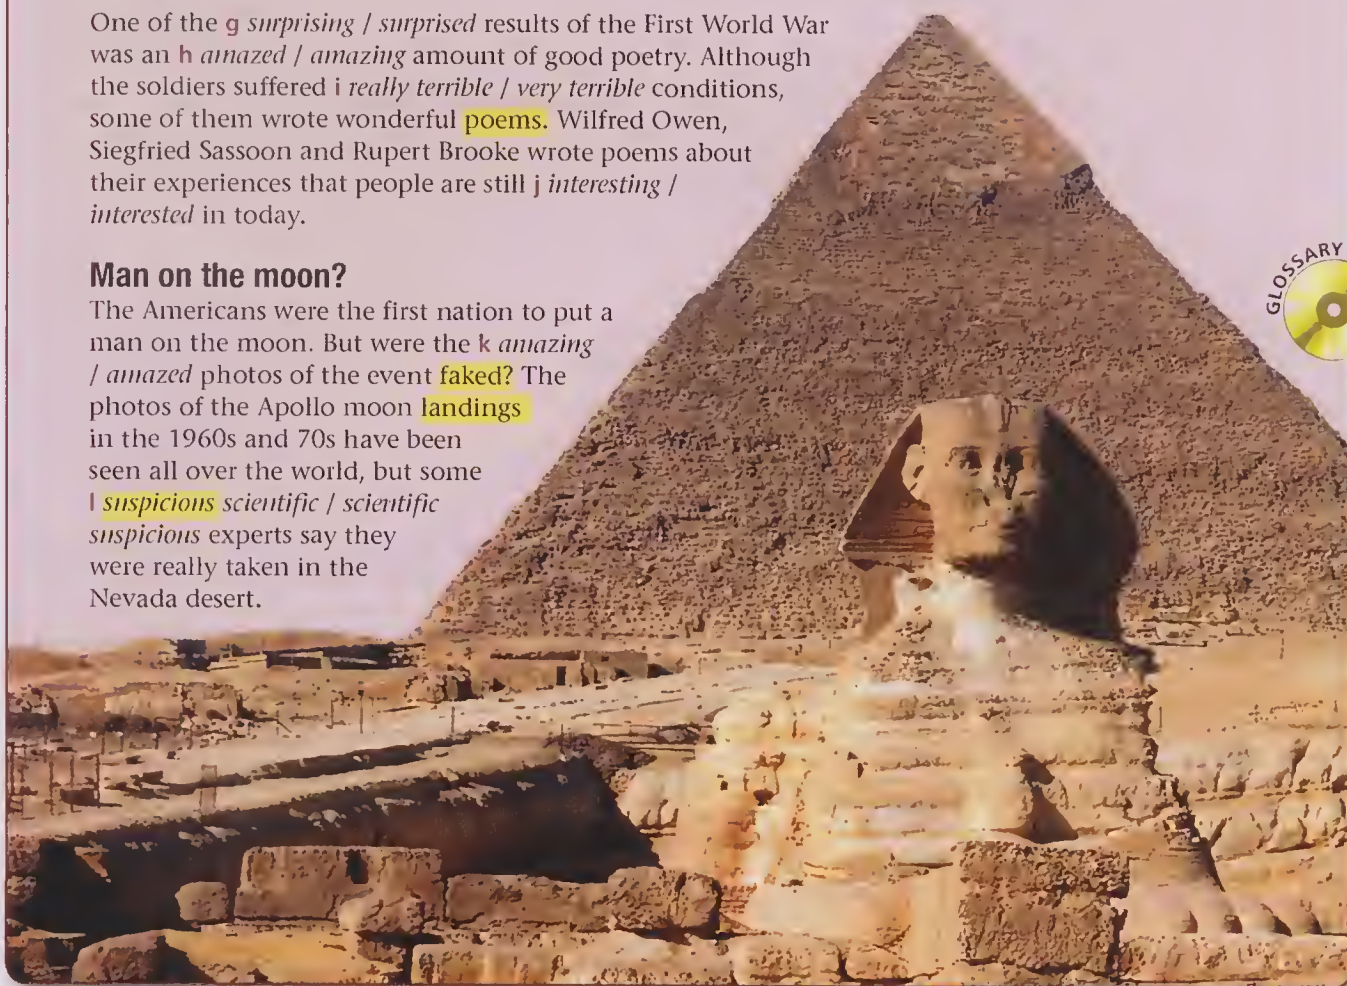 One of the g surprising / surprised results of the First World War
was an h amazed / amazing amount of good poetry. Although
the soldiers suffered i really terrible / very terrible conditions,
some of them wrote wonderful poems. Wilfred Owen,
Siegfried Sassoon and Rupert Brooke wrote poems about
their experiences that people are still j interesting /
interested in today.
Man on the moon?
The Americans were the first nation to put a
man on the moon. But were the k amazing
/ amazed photos of the event faked? The
photos of the Apollo moon landings
in the 1960s and 70s have been
seen all over the world, but some
l suspicious scientific / scientific
suspicious experts say they
were really taken in the
Nevada desert.
GLOSSARY